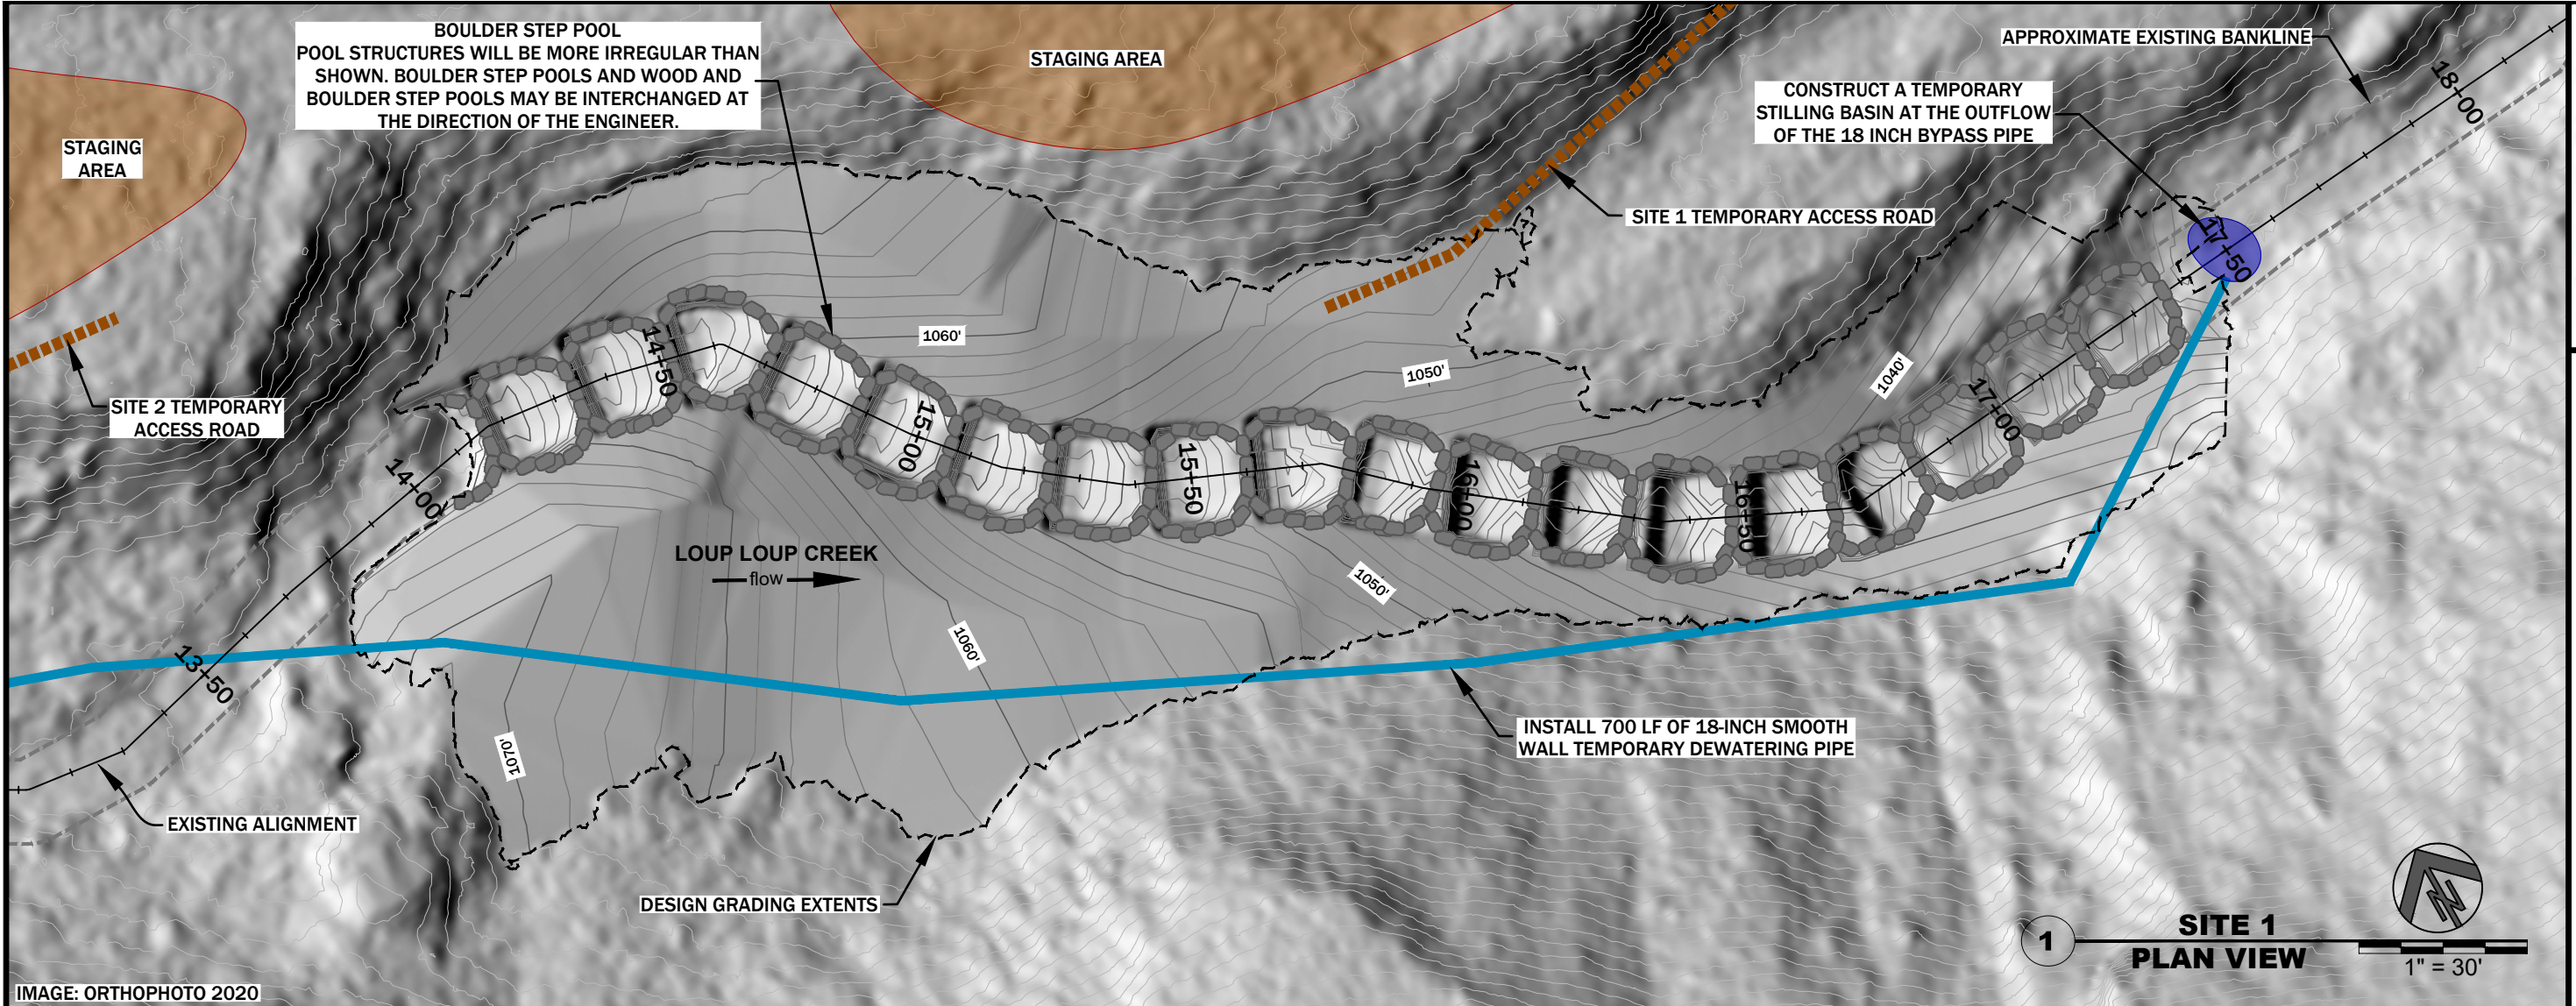 BOULDER STEP POOL
POOL STRUCTURES WILL BE MORE IRREGULAR THAN
SHOWN. BOULDER STEP POOLS AND WOOD AND
BOULDER STEP POOLS MAY BE INTERCHANGED AT
THE DIRECTION OF THE ENGINEER.
STAGING AREA
APPROXIMATE EXISTING BANKLINE
CONSTRUCT A TEMPORARY
STILLING BASIN AT THE OUTFLOW
OF THE 18 INCH BYPASS PIPE
18+00
STAGING
AREA
SITE 1 TEMPORARY ACCESS ROAD
17+50
1060'
1050'
1040'
SITE 2 TEMPORARY
ACCESS ROAD
14+00
14+50
15+00
15+50
16+00
16+50
17+00
LOUP LOUP CREEK
flow
1050'
1060'
13+50
1070'
INSTALL 700 LF OF 18-INCH SMOOTH
WALL TEMPORARY DEWATERING PIPE
EXISTING ALIGNMENT
DESIGN GRADING EXTENTS
N
1
SITE 1
PLAN VIEW
1" = 30'
IMAGE: ORTHOPHOTO 2020